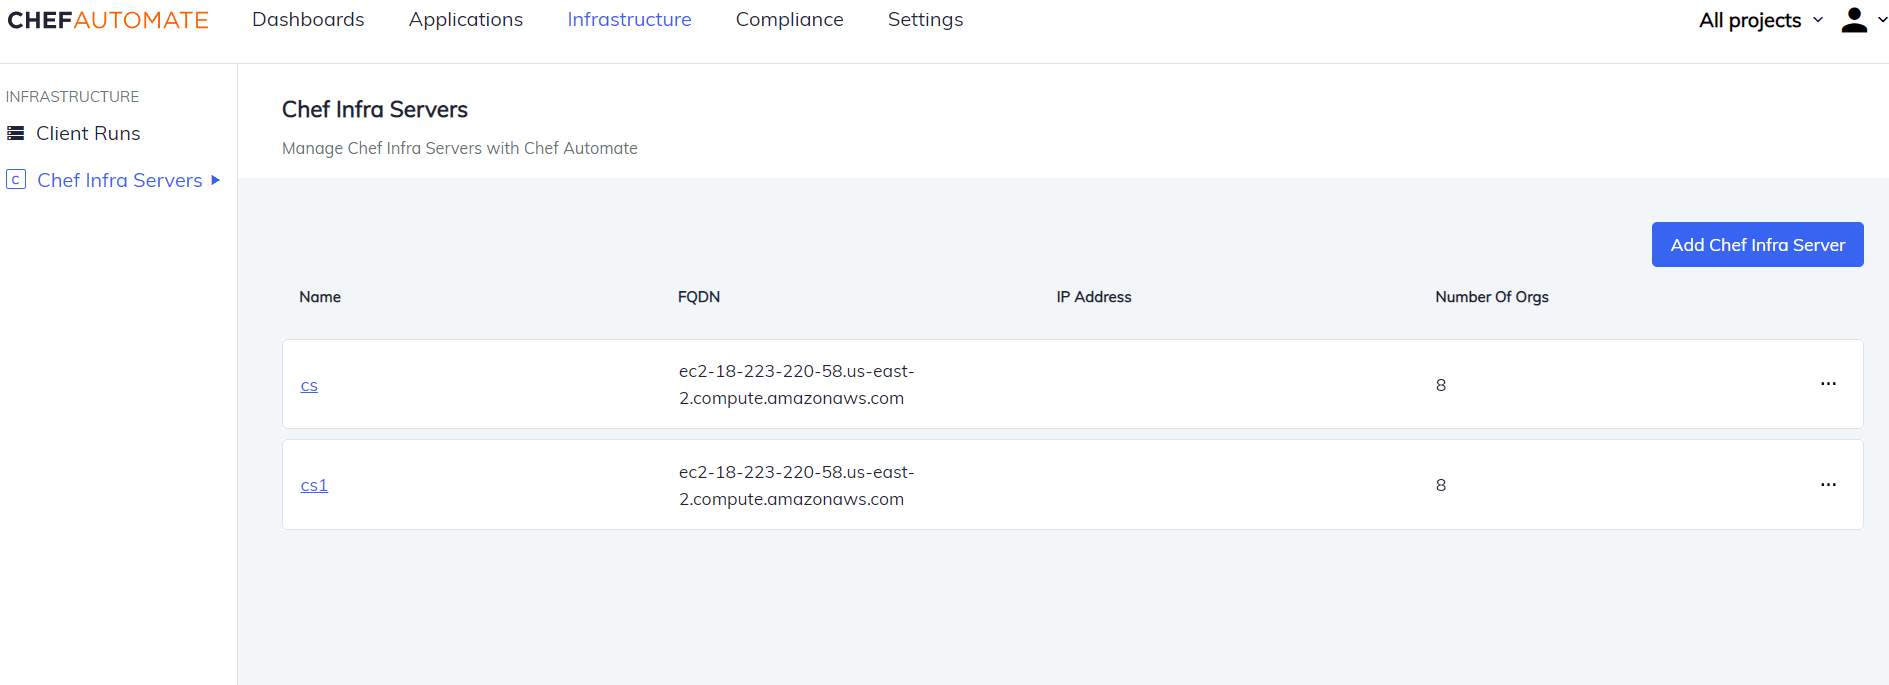 CHEFAUTOMATE Dashboards Applications Infrastructure Compliance Settings All projects
INFRASTRUCTURE
Client Runs
C Chef Infra Servers
Chef Infra Servers
Manage Chef Infra Servers with Chef Automate
Add Chef Infra Server
Name FQDN IP Address Number Of Orgs
cs ec2-18-223-220-58.us-east-
2.compute.amazonaws.com 8 ...
cs1 ec2-18-223-220-58.us-east-
2.compute.amazonaws.com 8 ...